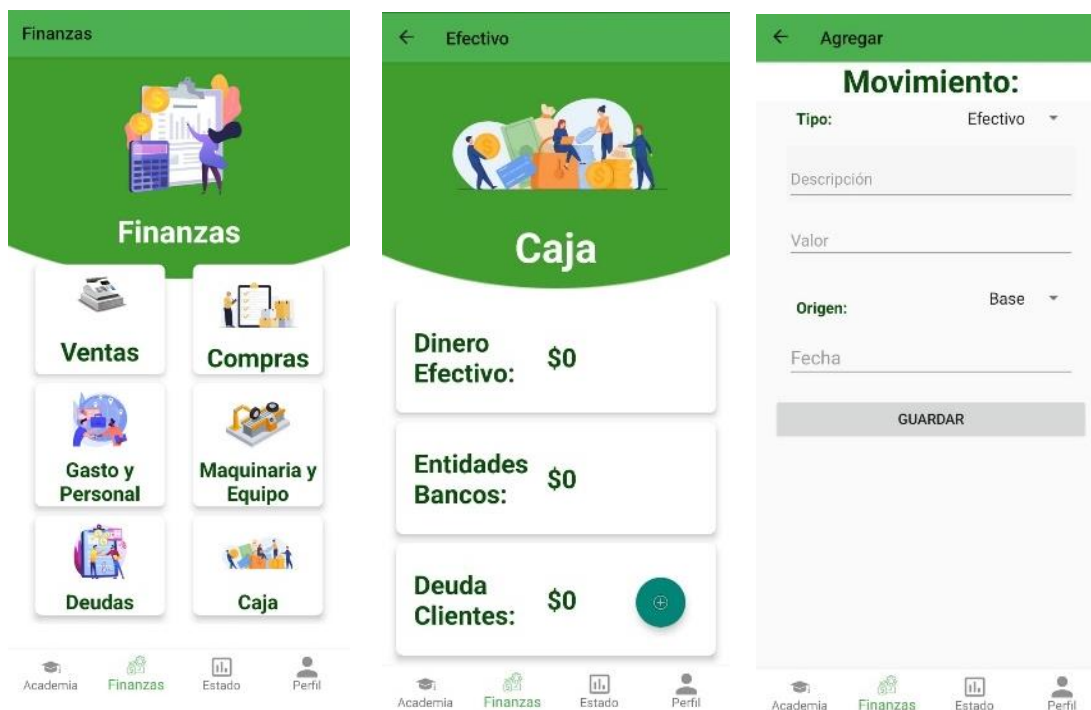 Finanzas
Finanzas
Ventas
Compras
Gasto y
Personal
Maquinaria y
Equipo
Deudas
Caja
Academia
Finanzas
Estado
Perfil
Efectivo
Caja
Dinero
Efectivo:
$0
Entidades
Bancos:
$0
Deuda
Clientes:
$0
Academia
Finanzas
Estado
Perfil
Agregar
Movimiento:
Tipo:
Efectivo
Descripción
Valor
Origen:
Base
Fecha
GUARDAR
Academia
Finanzas
Estado
Perfil